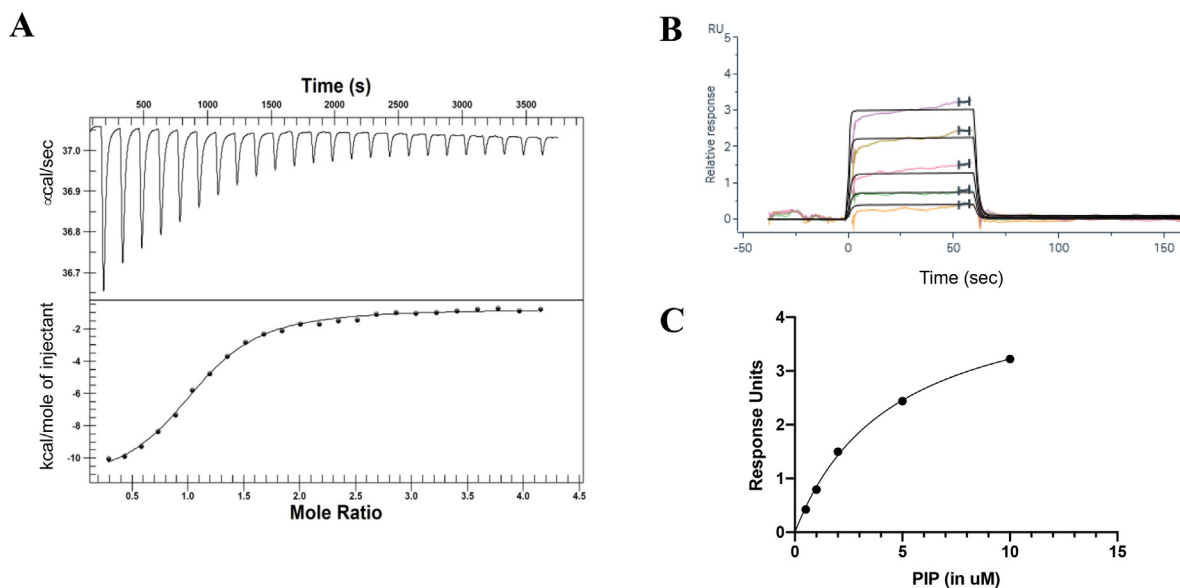 A
Time (s)
500 1000 1500 2000 2500 3000 3500
37.0
36.9
36.8
36.7
∝cal/sec
-2
-4
-6
-8
-10
kcal/mole of injectant
0.5 1.0 1.5 2.0 2.5 3.0 3.5 4.0 4.5
Mole Ratio
B
RU
5
4
3
2
1
0
Relative response
-50 0 50 100 150
Time (sec)
C
4
3
2
1
0
Response Units
0 5 10 15
PIP (in uM)